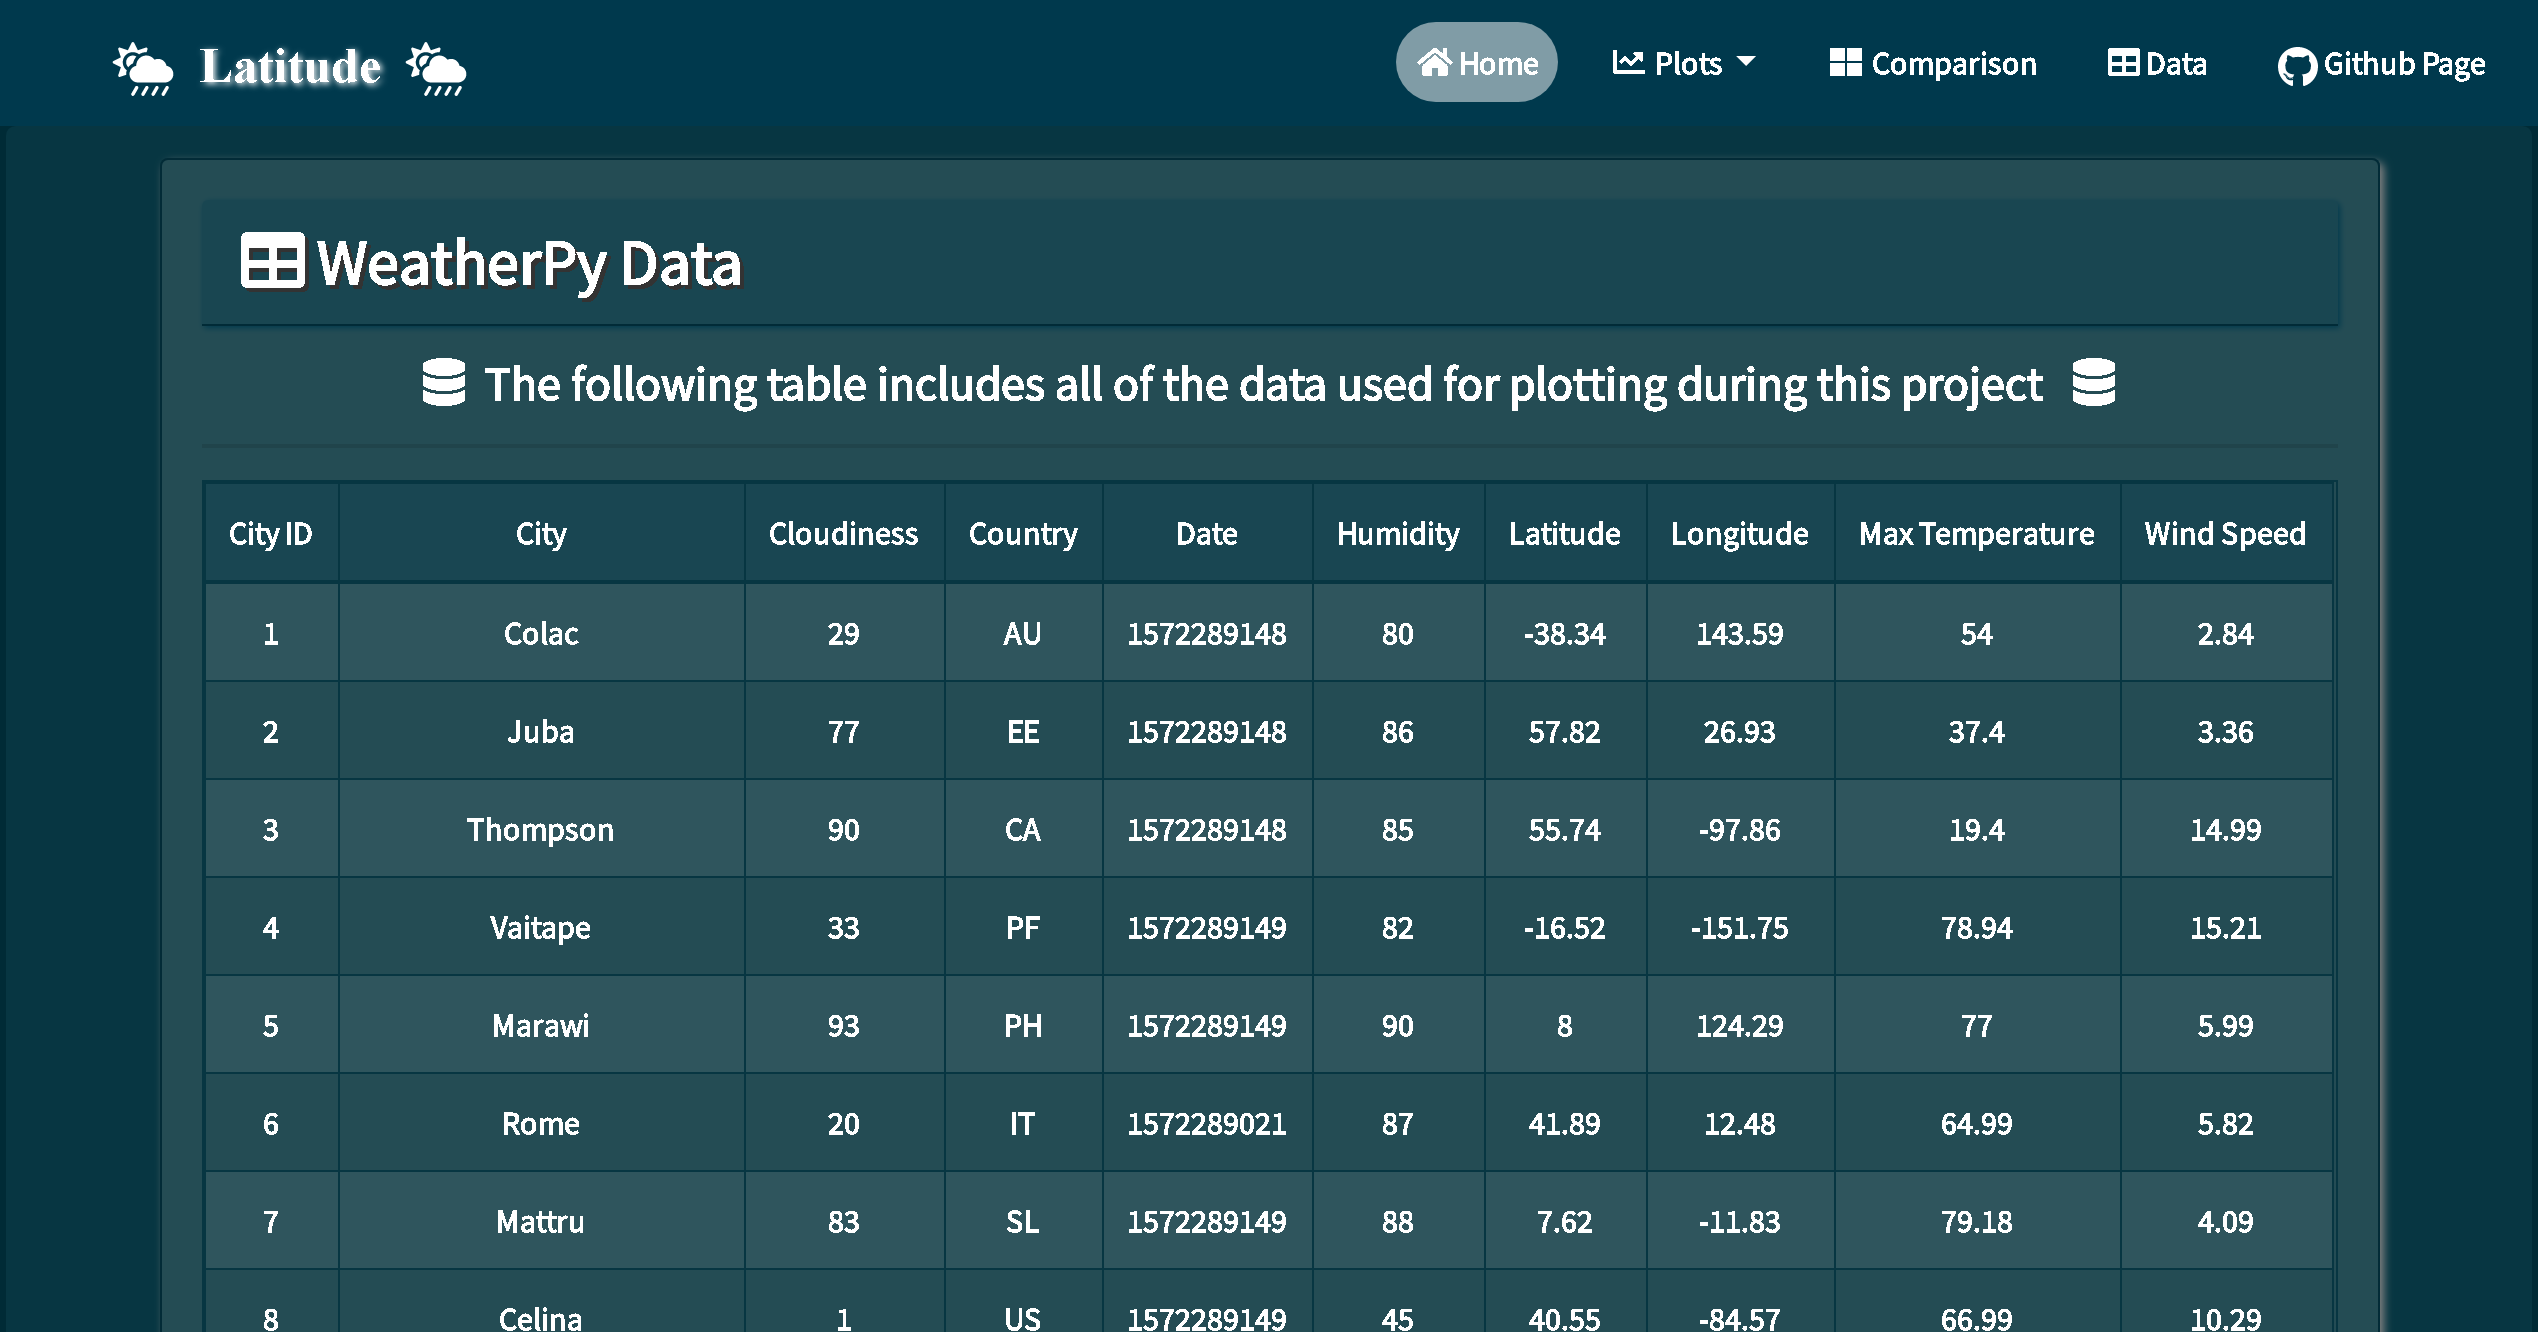 Latitude Home Plots Comparison Data Github Page
WeatherPy Data
The following table includes all of the data used for plotting during this project
City ID City Cloudiness Country Date Humidity Latitude Longitude Max Temperature Wind Speed
1 Colac 29 AU 1572289148 80 -38.34 143.59 54 2.84
2 Juba 77 EE 1572289148 86 57.82 26.93 37.4 3.36
3 Thompson 90 CA 1572289148 85 55.74 -97.86 19.4 14.99
4 Vaitape 33 PF 1572289149 82 -16.52 -151.75 78.94 15.21
5 Marawi 93 PH 1572289149 90 8 124.29 77 5.99
6 Rome 20 IT 1572289021 87 41.89 12.48 64.99 5.82
7 Mattru 83 SL 1572289149 88 7.62 -11.83 79.18 4.09
8 Celina 1 US 1572289149 45 40.55 -84.57 66.99 10.29